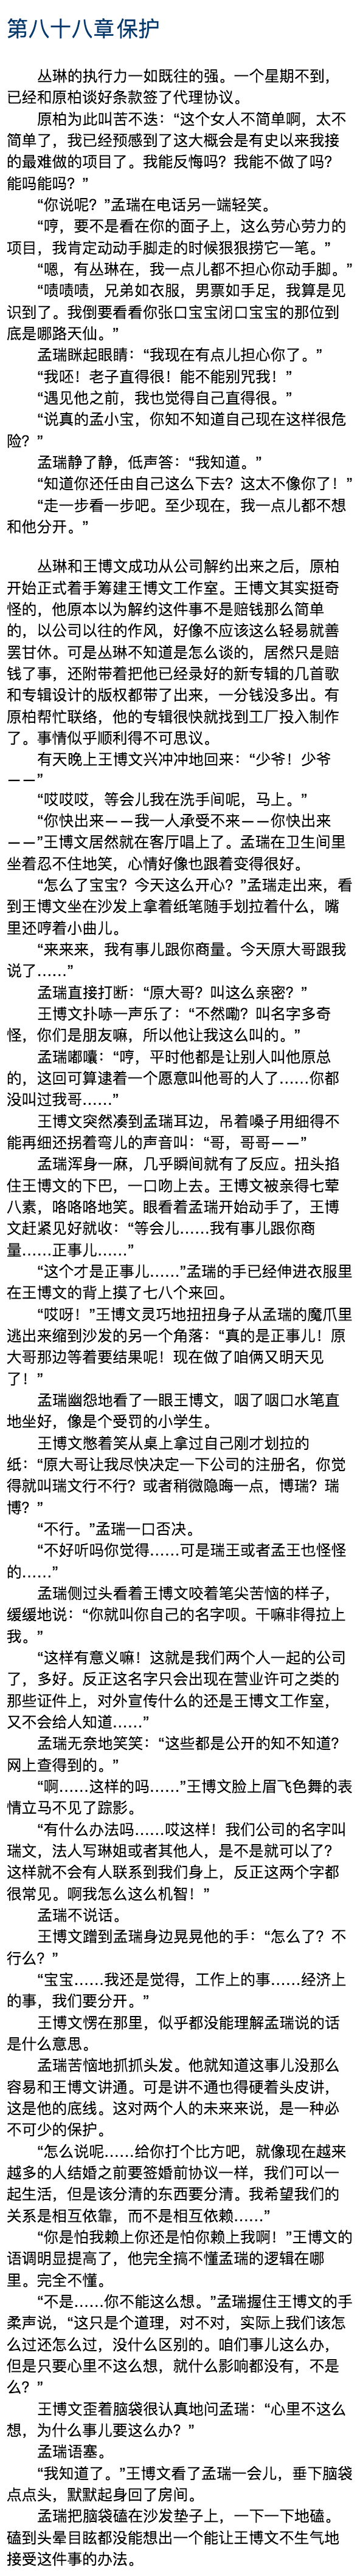 第八十八章保护
丛琳的执行力一如既往的强。一个星期不到，
已经和原柏谈好条款签了代理协议。
原柏为此叫苦不迭：“这个女人不简单啊，太不
简单了，我已经预感到了这大概会是有史以来我接
的最难做的项目了。我能反悔吗？我能不做了吗？
能吗能吗？”
“你说呢？”孟瑞在电话另一端轻笑。
“哼，要不是看在你的面子上，这么劳心劳力的
项目，我肯定动动手脚走的时候狠狠捞它一笔。”
“嗯，有丛琳在，我一点儿都不担心你动手脚。”
“啧啧啧，兄弟如衣服，男票如手足，我算是见
识到了。我倒要看看你张口宝宝闭口宝宝的那位到
底是哪路天仙。”
孟瑞眯起眼睛：“我现在有点儿担心你了。”
“我呸！老子直得很！能不能别咒我！”
“遇见他之前，我也觉得自己直得很。”
“说真的孟小宝，你知不知道自己现在这样很危
险？”
孟瑞静了静，低声答：“我知道。”
“知道你还任由自己这么下去？这太不像你了！”
“走一步看一步吧。至少现在，我一点儿都不想
和他分开。”
丛琳和王博文成功从公司解约出来之后，原柏
开始正式着手筹建王博文工作室。王博文其实挺奇
怪的，他原本以为解约这件事不是赔钱那么简单
的，以公司以往的作风，好像不应该这么轻易就善
罢甘休。可是丛琳不知道是怎么谈的，居然只是赔
钱了事，还附带着把他已经录好的新专辑的几首歌
和专辑设计的版权都带了出来，一分钱没多出。有
原柏帮忙联络，他的专辑很快就找到工厂投入制作
了。事情似乎顺利得不可思议。
有天晚上王博文兴冲冲地回来：“少爷！少爷
——”
“哎哎哎，等会儿我在洗手间呢，马上。”
“你快出来——我一人承受不来——你快出来
——”王博文居然就在客厅唱上了。孟瑞在卫生间里
坐着忍不住地笑，心情好像也跟着变得很好。
“怎么了宝宝？今天这么开心？”孟瑞走出来，看
到王博文坐在沙发上拿着纸笔随手划拉着什么，嘴
里还哼着小曲儿。
“来来来，我有事儿跟你商量。今天原大哥跟我
说了……”
孟瑞直接打断：“原大哥？叫这么亲密？”
王博文扑哧一声乐了：“不然嘞？叫名字多奇
怪，你们是朋友嘛，所以他让我这么叫的。”
孟瑞嘟囔：“哼，平时他都是让别人叫他原总
的，这回可算逮着一个愿意叫他哥的人了……你都
没叫过我哥……”
王博文突然凑到孟瑞耳边，吊着嗓子用细得不
能再细还拐着弯儿的声音叫：“哥，哥哥——”
孟瑞浑身一麻，几乎瞬间就有了反应。扭头掐
住王博文的下巴，一口吻上去。王博文被亲得七荤
八素，咯咯咯地笑。眼看着孟瑞开始动手了，王博
文赶紧见好就收：“等会儿……我有事儿跟你商
量……正事儿……”
“这个才是正事儿……”孟瑞的手已经伸进衣服里
在王博文的背上摸了七八个来回。
“哎呀！”王博文灵巧地扭扭身子从孟瑞的魔爪里
逃出来缩到沙发的另一个角落：“真的是正事儿！原
大哥那边等着要结果呢！现在做了咱俩又明天见
了！”
孟瑞幽怨地看了一眼王博文，咽了咽口水笔直
地坐好，像是个受罚的小学生。
王博文憋着笑从桌上拿过自己刚才划拉的
纸：“原大哥让我尽快决定一下公司的注册名，你觉
得就叫瑞文行不行？或者稍微隐晦一点，博瑞？瑞
博？”
“不行。”孟瑞一口否决。
“不好听吗你觉得……可是瑞王或者孟王也怪怪
的……”
孟瑞侧过头看着王博文咬着笔尖苦恼的样子，
缓缓地说：“你就叫你自己的名字呗。干嘛非得拉上
我。”
“这样有意义嘛！这就是我们两个人一起的公司
了，多好。反正这名字只会出现在营业许可之类的
那些证件上，对外宣传什么的还是王博文工作室，
又不会给人知道……”
孟瑞无奈地笑笑：“这些都是公开的知不知道？
网上查得到的。”
“啊……这样的吗……”王博文脸上眉飞色舞的表
情立马不见了踪影。
“有什么办法吗……哎这样！我们公司的名字叫
瑞文，法人写琳姐或者其他人，是不是就可以了？
这样就不会有人联系到我们身上，反正这两个字都
很常见。啊我怎么这么机智！”
孟瑞不说话。
王博文蹭到孟瑞身边晃晃他的手：“怎么了？不
行么？”
“宝宝……我还是觉得，工作上的事……经济上
的事，我们要分开。”
王博文愣在那里，似乎都没能理解孟瑞说的话
是什么意思。
孟瑞苦恼地抓抓头发。他就知道这事儿没那么
容易和王博文讲通。可是讲不通也得硬着头皮讲，
这是他的底线。这对两个人的未来来说，是一种必
不可少的保护。
“怎么说呢……给你打个比方吧，就像现在越来
越多的人结婚之前要签婚前协议一样，我们可以一
起生活，但是该分清的东西要分清。我希望我们的
关系是相互依靠，而不是相互依赖……”
“你是怕我赖上你还是怕你赖上我啊！”王博文的
语调明显提高了，他完全搞不懂孟瑞的逻辑在哪
里。完全不懂。
“不是……你不能这么想。”孟瑞握住王博文的手
柔声说，“这只是个道理，对不对，实际上我们该怎
么过还怎么过，没什么区别的。咱们事儿这么办，
但是只要心里不这么想，就什么影响都没有，不是
么？”
王博文歪着脑袋很认真地问孟瑞：“心里不这么
想，为什么事儿要这么办？”
孟瑞语塞。
“我知道了。”王博文看了孟瑞一会儿，垂下脑袋
点点头，默默起身回了房间。
孟瑞把脑袋磕在沙发垫子上，一下一下地磕。
磕到头晕目眩都没能想出一个能让王博文不生气地
接受这件事的办法。